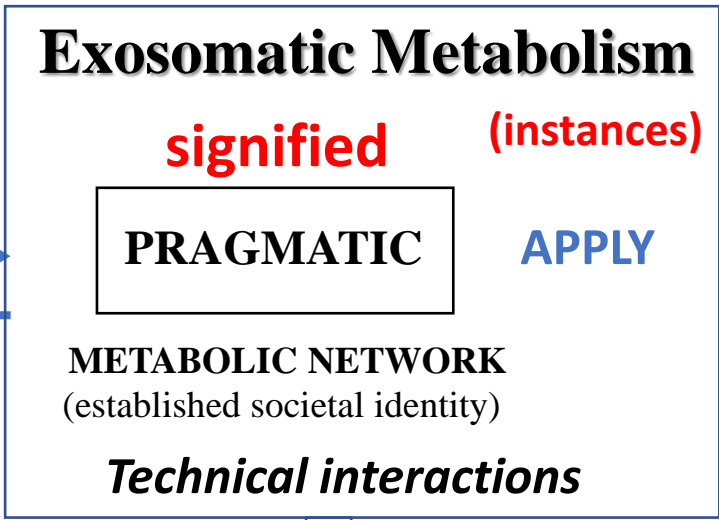 Exosomatic Metabolism
signified (instances)
PRAGMATIC APPLY
METABOLIC NETWORK
(established societal identity)
Technical interactions